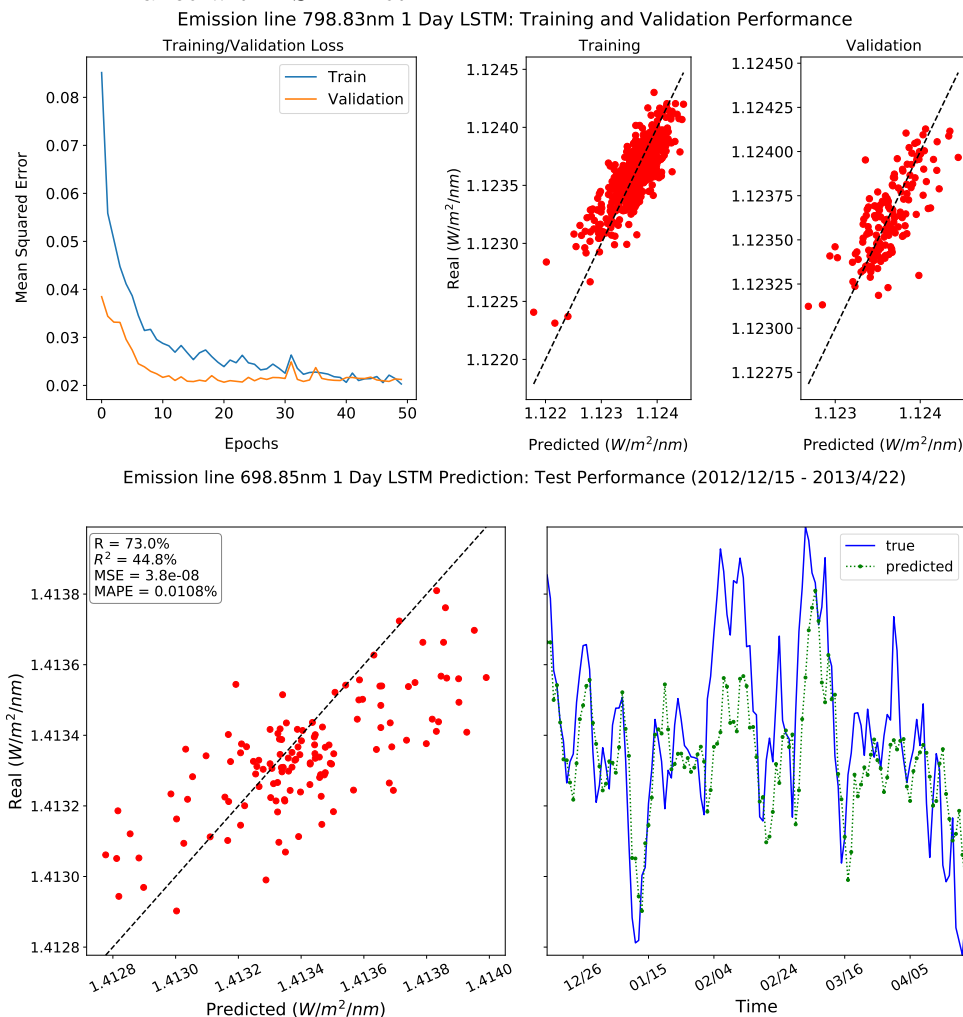 Emission line 798.83nm 1 Day LSTM: Training and Validation Performance
Training/Validation Loss
Training
Validation
Mean Squared Error
0.08
0.07
0.06
0.05
0.04
0.03
0.02
Train
Validation
0
10
20
30
40
50
Epochs
Real (W/m²/nm)
1.1245
1.1240
1.1235
1.1230
1.1225
1.1220
1.122
1.123
1.124
Predicted (W/m²/nm)
1.12450
1.12425
1.12400
1.12375
1.12350
1.12325
1.12300
1.12275
1.123
1.124
Predicted (W/m²/nm)
Emission line 698.85nm 1 Day LSTM Prediction: Test Performance (2012/12/15 - 2013/4/22)
R = 73.0%
R² = 44.8%
MSE = 3.8e-08
MAPE = 0.0108%
Real (W/m²/nm)
1.4138
1.4136
1.4134
1.4132
1.4130
1.4128
1.4128
1.4130
1.4132
1.4134
1.4136
1.4138
1.4140
Predicted (W/m²/nm)
true
predicted
12/26
01/15
02/04
02/24
03/16
04/05
Time